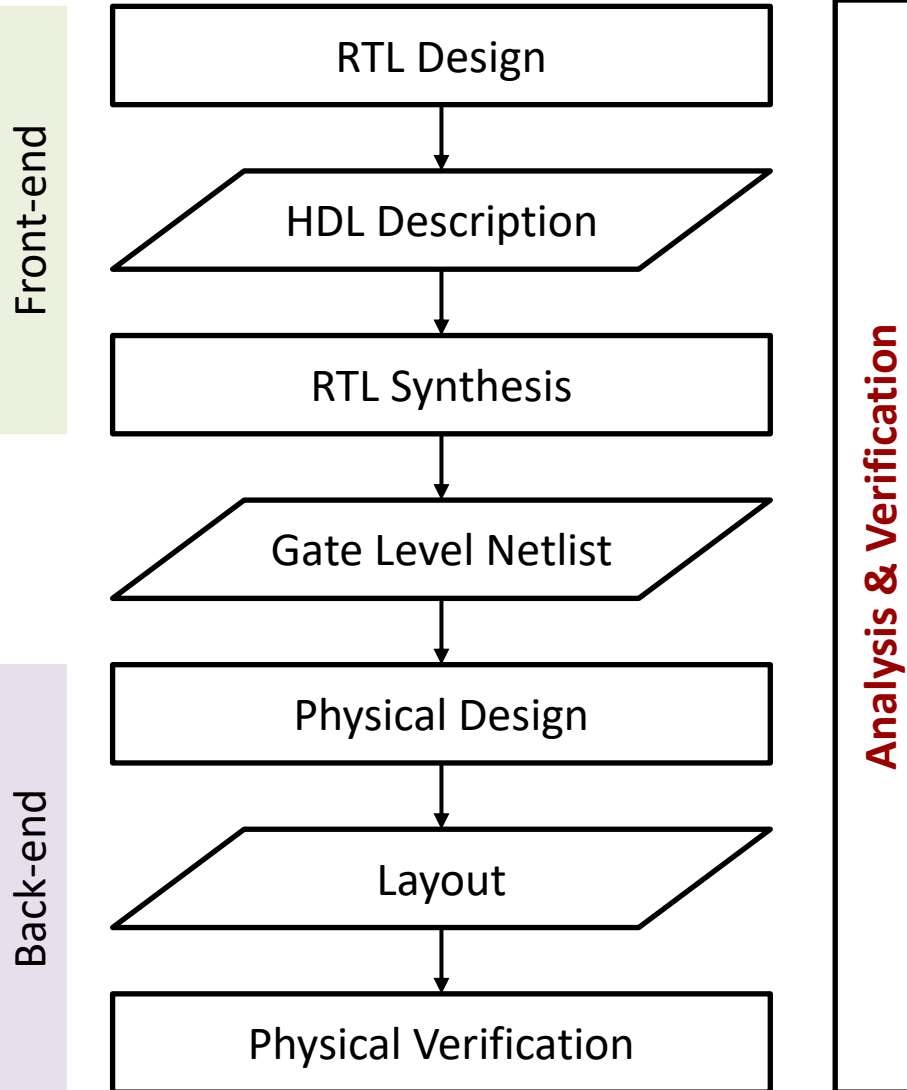 Front-end
RTL Design
HDL Description
RTL Synthesis
Gate Level Netlist
Back-end
Physical Design
Layout
Physical Verification
Analysis & Verification